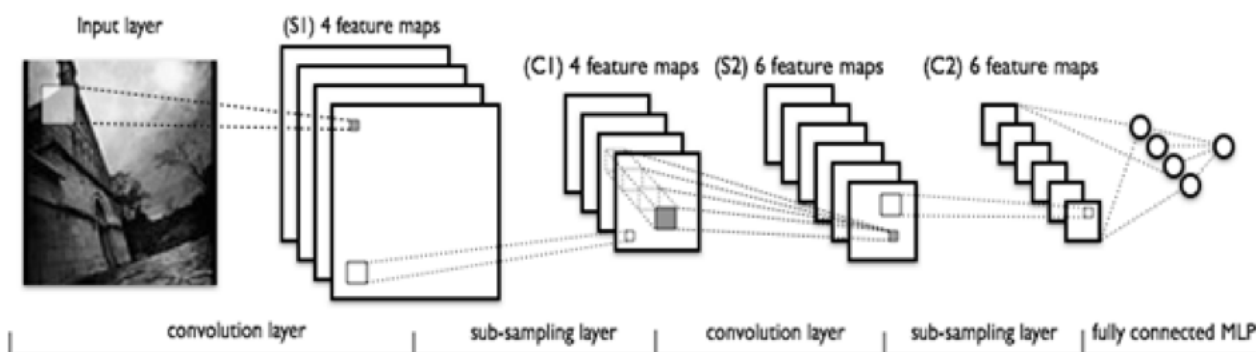 Input layer
(S1) 4 feature maps
(C1) 4 feature maps
(S2) 6 feature maps
(C2) 6 feature maps
convolution layer
sub-sampling layer
convolution layer
sub-sampling layer
fully connected MLP